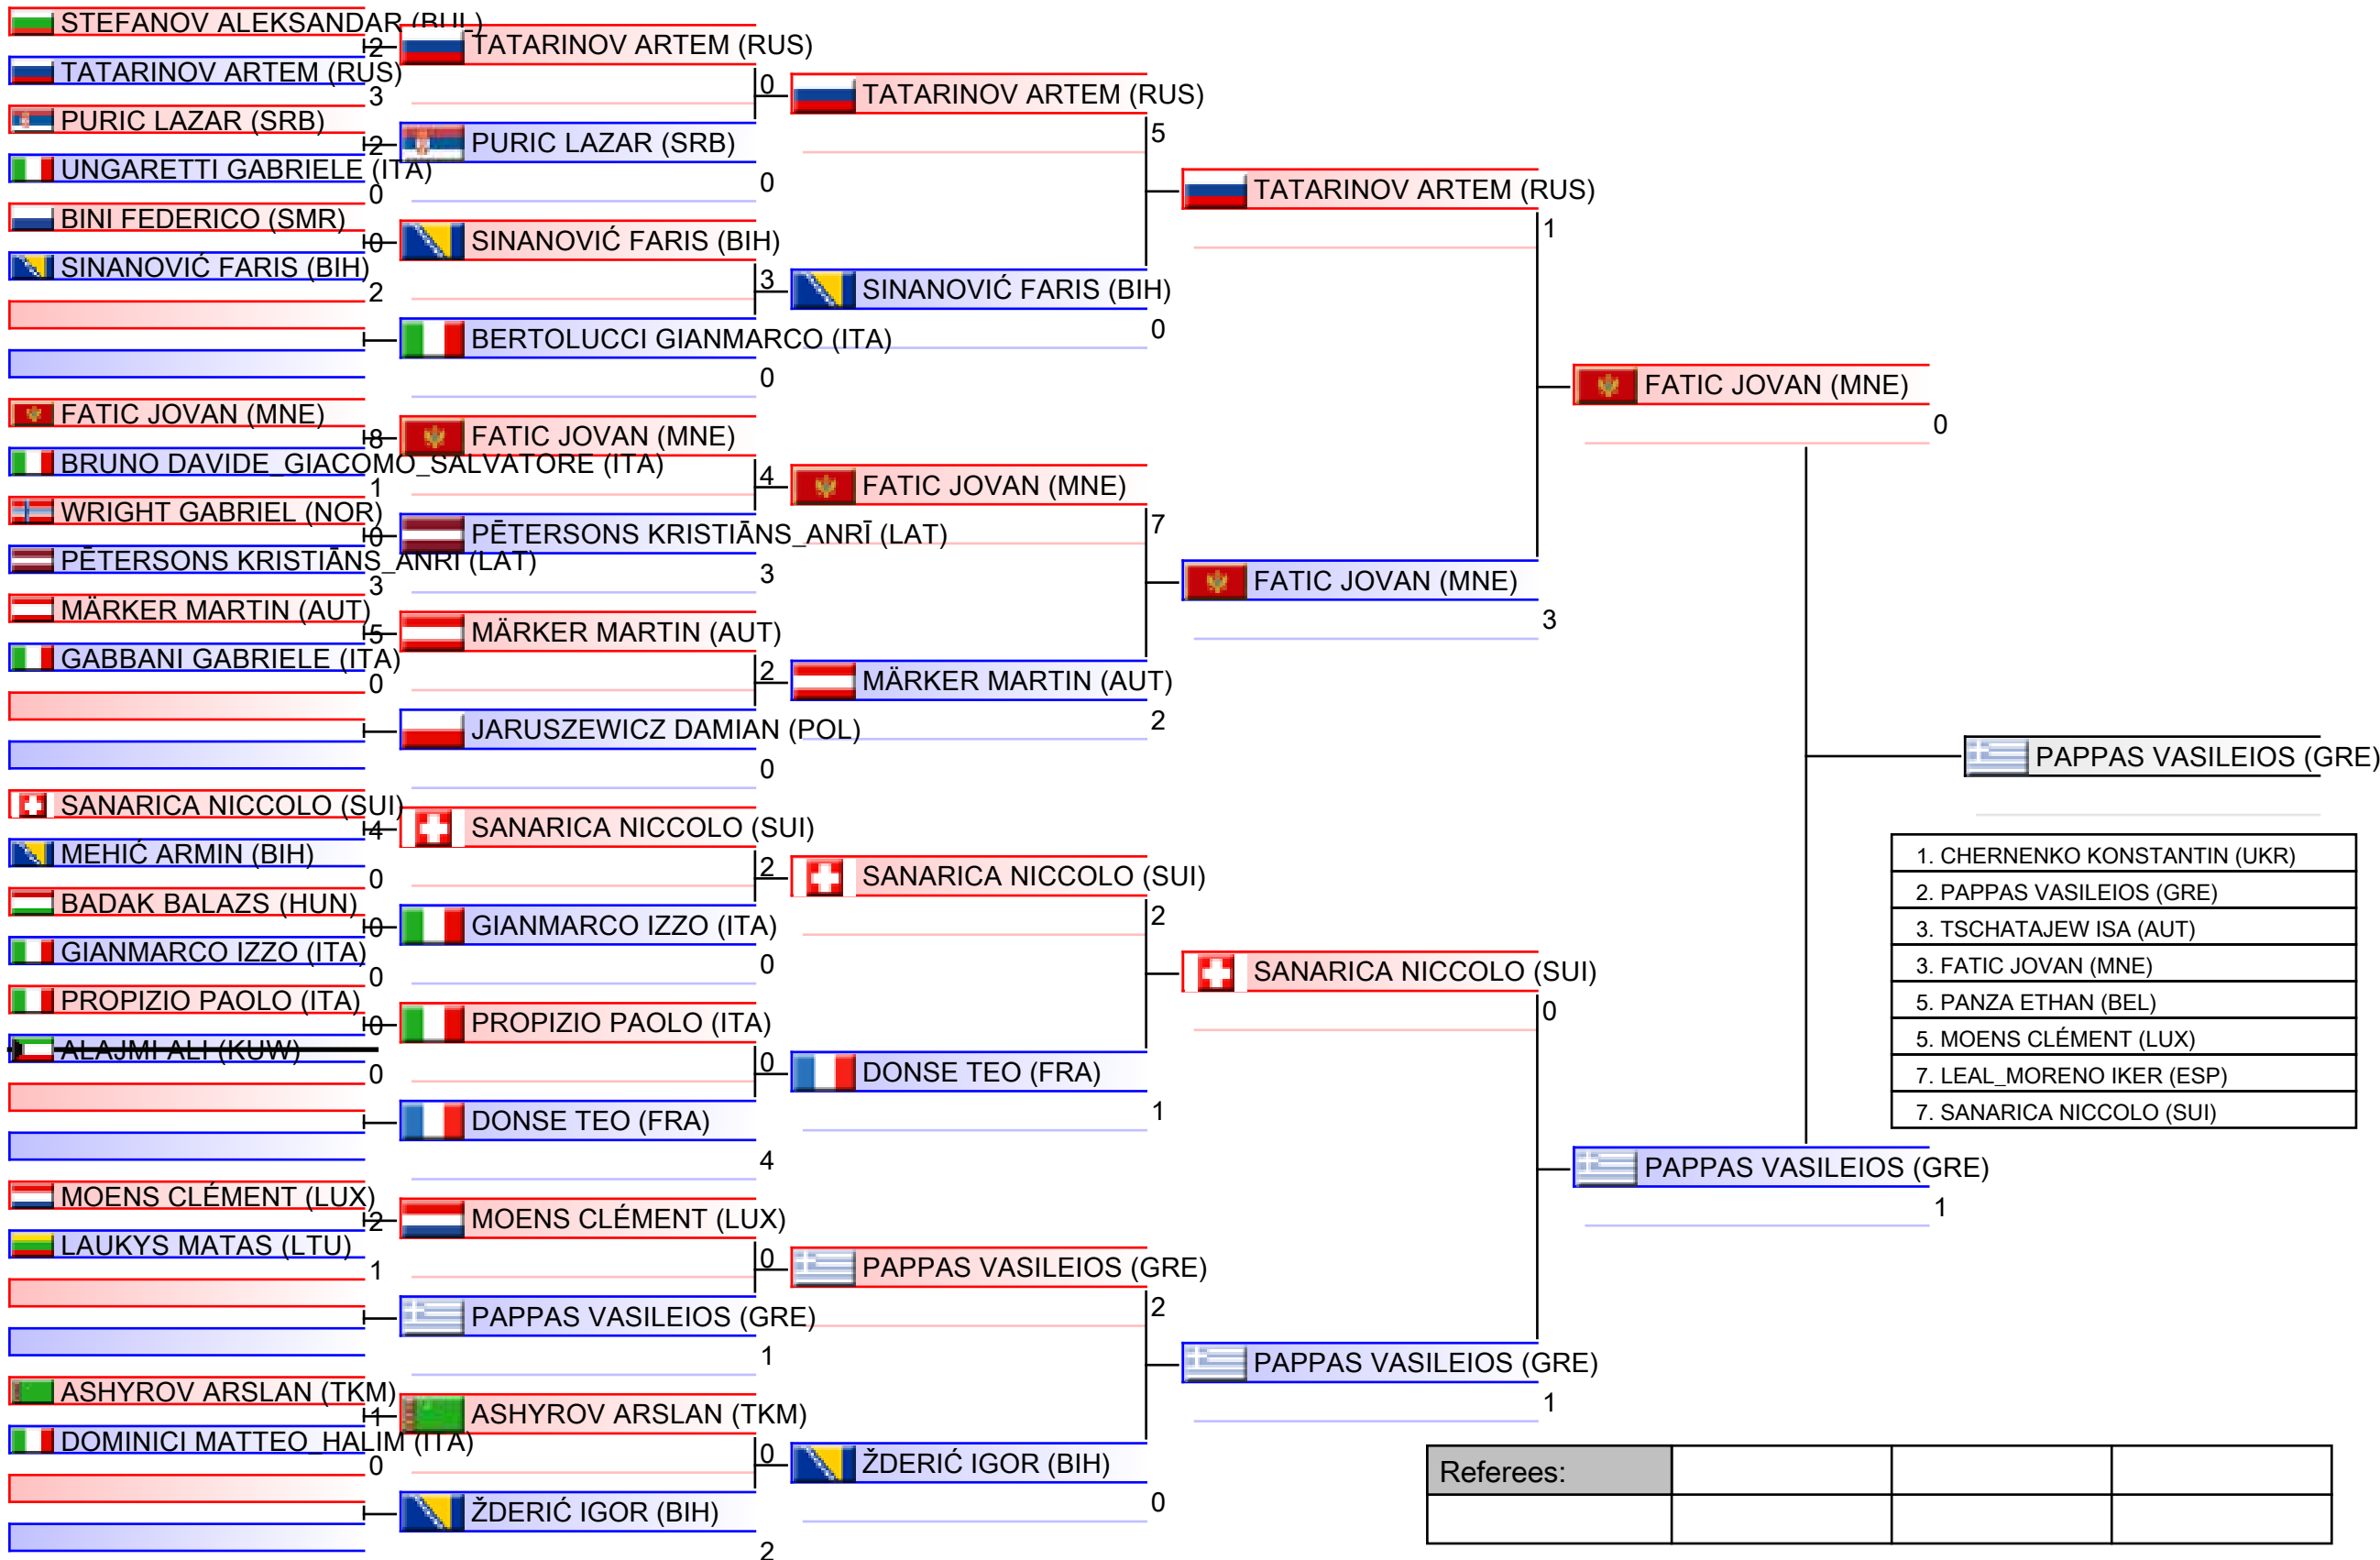 STEFANOV ALEKSANDAR (BUL)
2
TATARINOV ARTEM (RUS)
3
PURIC LAZAR (SRB)
2
UNGARETTI GABRIELE (ITA)
0
BINI FEDERICO (SMR)
0
SINANOVIĆ FARIS (BIH)
2
FATIC JOVAN (MNE)
8
BRUNO DAVIDE_GIACOMO_SALVATORE (ITA)
1
WRIGHT GABRIEL (NOR)
0
PĒTERSONS KRISTIĀNS_ANRĪ (LAT)
3
MÄRKER MARTIN (AUT)
5
GABBANI GABRIELE (ITA)
0
SANARICA NICCOLO (SUI)
4
MEHIĆ ARMIN (BIH)
0
BADAK BALAZS (HUN)
0
GIANMARCO IZZO (ITA)
0
PROPIZIO PAOLO (ITA)
0
ALAJMI ALI (KUW)
0
MOENS CLÉMENT (LUX)
2
LAUKYS MATAS (LTU)
1
ASHYROV ARSLAN (TKM)
1
DOMINICI MATTEO_HALIM (ITA)
0
TATARINOV ARTEM (RUS)
0
PURIC LAZAR (SRB)
0
SINANOVIĆ FARIS (BIH)
3
BERTOLUCCI GIANMARCO (ITA)
0
FATIC JOVAN (MNE)
4
PĒTERSONS KRISTIĀNS_ANRĪ (LAT)
3
MÄRKER MARTIN (AUT)
2
JARUSZEWICZ DAMIAN (POL)
0
SANARICA NICCOLO (SUI)
2
GIANMARCO IZZO (ITA)
0
PROPIZIO PAOLO (ITA)
0
DONSE TEO (FRA)
4
MOENS CLÉMENT (LUX)
0
PAPPAS VASILEIOS (GRE)
1
ASHYROV ARSLAN (TKM)
0
ŽDERIĆ IGOR (BIH)
2
TATARINOV ARTEM (RUS)
5
SINANOVIĆ FARIS (BIH)
0
FATIC JOVAN (MNE)
7
MÄRKER MARTIN (AUT)
2
SANARICA NICCOLO (SUI)
2
DONSE TEO (FRA)
1
PAPPAS VASILEIOS (GRE)
2
ŽDERIĆ IGOR (BIH)
0
TATARINOV ARTEM (RUS)
1
FATIC JOVAN (MNE)
3
SANARICA NICCOLO (SUI)
0
PAPPAS VASILEIOS (GRE)
1
FATIC JOVAN (MNE)
0
PAPPAS VASILEIOS (GRE)
1
PAPPAS VASILEIOS (GRE)
1. CHERNENKO KONSTANTIN (UKR)
2. PAPPAS VASILEIOS (GRE)
3. TSCHATAJEW ISA (AUT)
3. FATIC JOVAN (MNE)
5. PANZA ETHAN (BEL)
5. MOENS CLÉMENT (LUX)
7. LEAL_MORENO IKER (ESP)
7. SANARICA NICCOLO (SUI)
Referees: